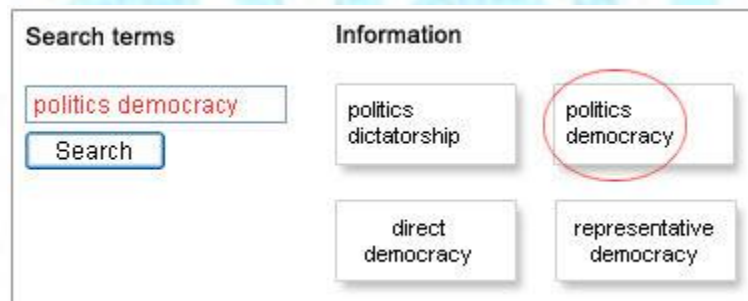 Search terms
Information
politics democracy
Search
politics
dictatorship
politics
democracy
direct
democracy
representative
democracy